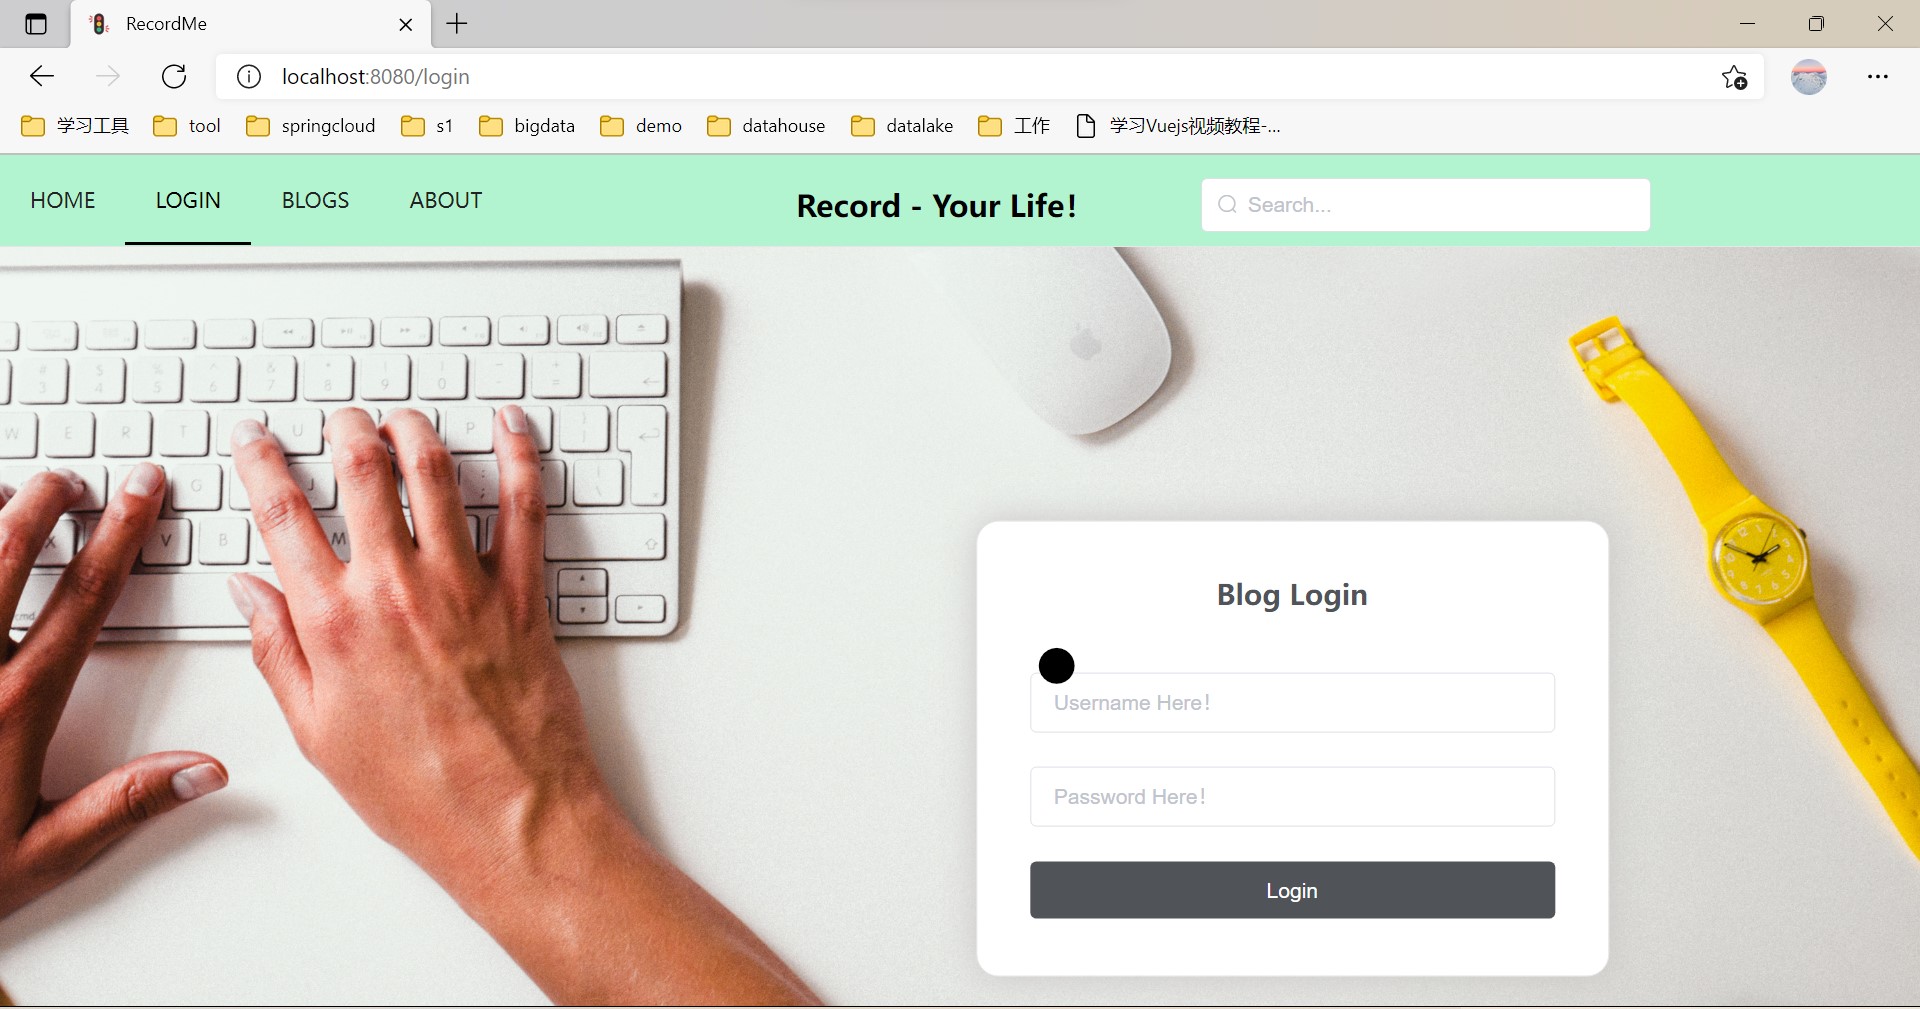 RecordMe
localhost:8080/login
学习工具 tool springcloud s1 bigdata demo datahouse datalake 工作 学习Vuejs视频教程-...
HOME LOGIN BLOGS ABOUT Record - Your Life! Search...
Blog Login
Username Here!
Password Here!
Login